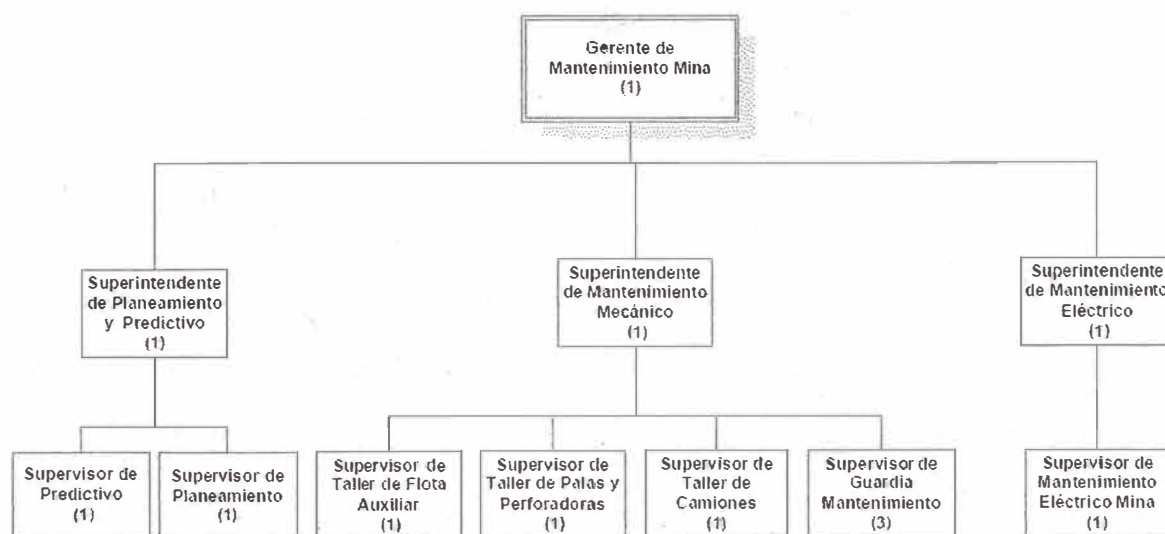 Gerente de
Mantenimiento Mina
(1)
Superintendente
de Planeamiento
y Predictivo
(1)
Superintendente
de Mantenimiento
Mecánico
(1)
Superintendente
de Mantenimiento
Eléctrico
(1)
Supervisor de
Predictivo
(1)
Supervisor de
Planeamiento
(1)
Supervisor de
Taller de Flota
Auxiliar
(1)
Supervisor de
Taller de Palas y
Perforadoras
(1)
Supervisor de
Taller de
Camiones
(1)
Supervisor de
Guardia
Mantenimiento
(3)
Supervisor de
Mantenimiento
Eléctrico Mina
(1)